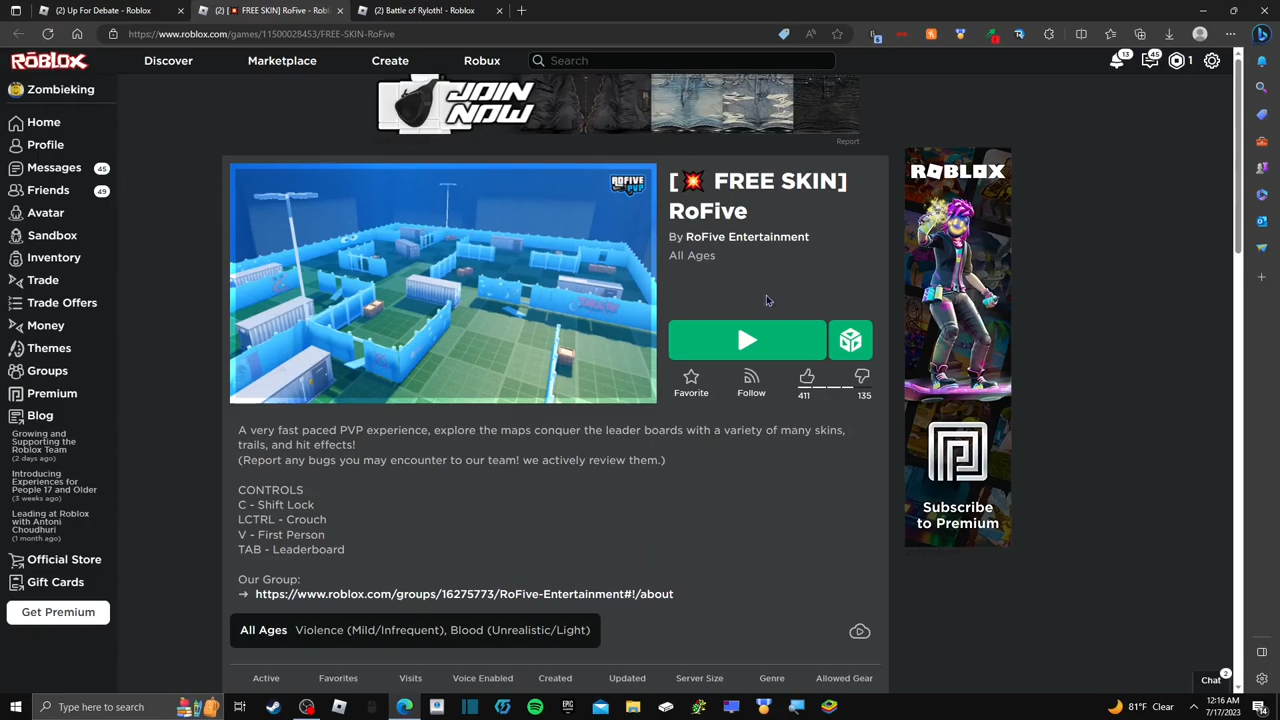 (2) Up For Debate - Roblox
(2) [💥 FREE SKIN] RoFive - Robl
(2) Battle of Ryloth! - Roblox
https://www.roblox.com/games/11500028453/FREE-SKIN-RoFive
ROBLOX
Discover
Marketplace
Create
Robux
Search
13
45
1
Zombieking
Home
Profile
Messages
45
Friends
49
Avatar
Sandbox
Inventory
Trade
Trade Offers
Money
Themes
Groups
Premium
Blog
Growing and
Supporting the
Roblox Team
(2 days ago)
Introducing
Experiences for
People 17 and Older
(3 weeks ago)
Leading at Roblox
with Antoni
Choudhuri
(1 month ago)
Official Store
Gift Cards
Get Premium
JOIN
NOW
Report
ROFIVE
PVP
[💥 FREE SKIN]
RoFive
By RoFive Entertainment
All Ages
Favorite
Follow
411
135
A very fast paced PVP experience, explore the maps conquer the leader boards with a variety of many skins,
trails, and hit effects!
(Report any bugs you may encounter to our team! we actively review them.)
CONTROLS
C - Shift Lock
LCTRL - Crouch
V - First Person
TAB - Leaderboard
Our Group:
→ https://www.roblox.com/groups/16275773/RoFive-Entertainment#!/about
All Ages Violence (Mild/Infrequent), Blood (Unrealistic/Light)
Active
Favorites
Visits
Voice Enabled
Created
Updated
Server Size
Genre
Allowed Gear
ROBLOX
Subscribe
to Premium
Chat
2
Type here to search
EPIC
81°F Clear
12:16 AM
7/17/2023
14